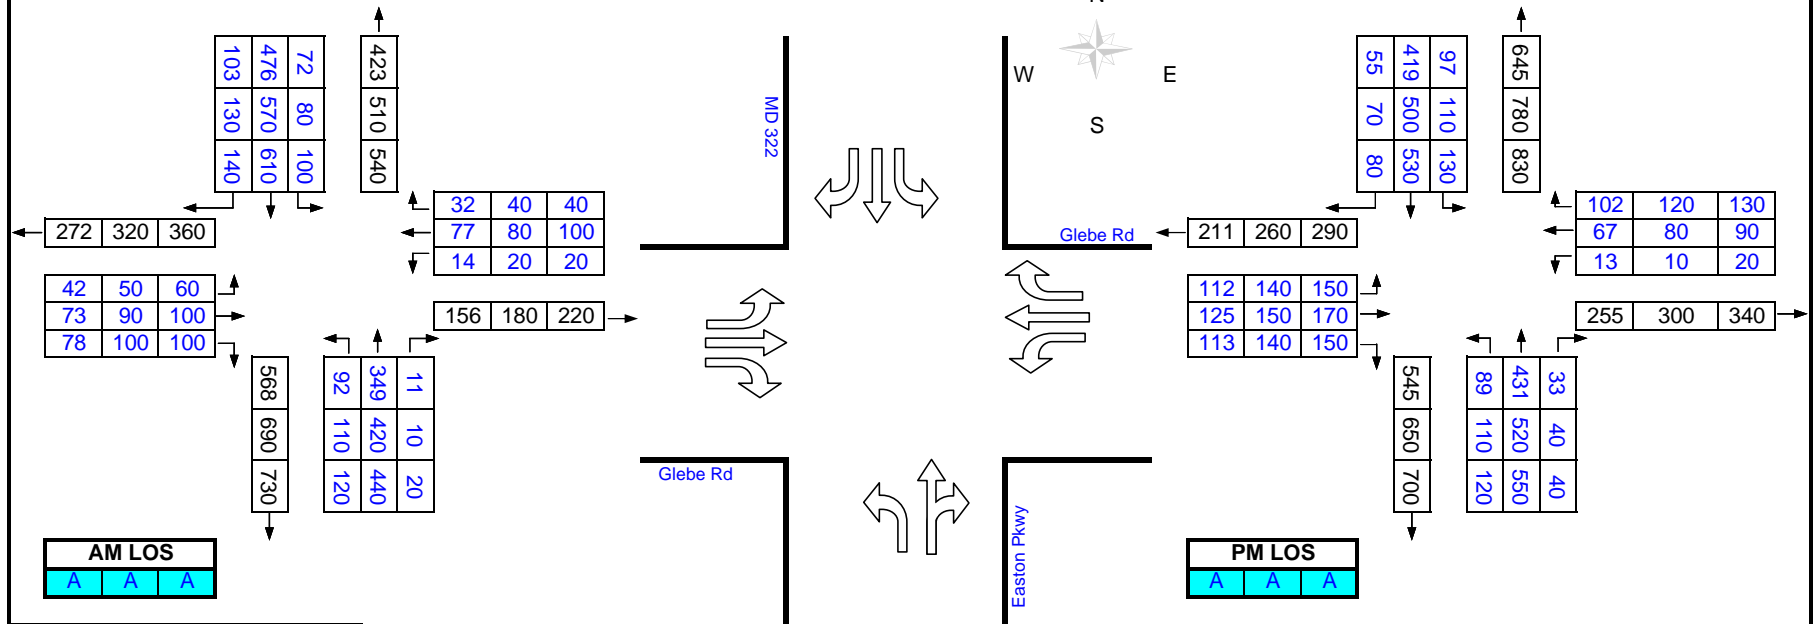 N
W
E
S
MD 322
Glebe Rd
Glebe Rd
Easton Pkwy
103 130 140
476 570 610
72 80 100
423 510 540
32 40 40
77 80 100
14 20 20
272 320 360
42 50 60
73 90 100
78 100 100
156 180 220
568 690 730
92 110 120
349 420 440
11 10 20
AM LOS
A A A
55 70 80
419 500 530
97 110 130
645 780 830
102 120 130
67 80 90
13 10 20
211 260 290
112 140 150
125 150 170
113 140 150
255 300 340
545 650 700
89 110 120
431 520 550
33 40 40
PM LOS
A A A